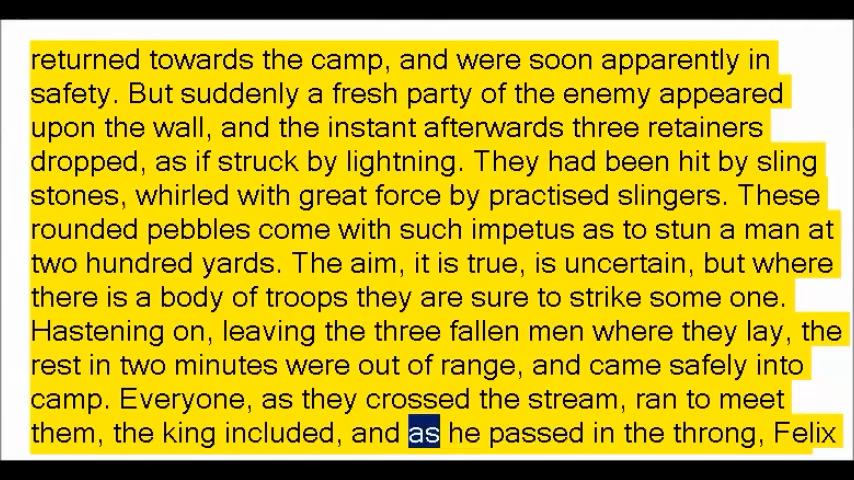 returned towards the camp, and were soon apparently in
safety. But suddenly a fresh party of the enemy appeared
upon the wall, and the instant afterwards three retainers
dropped, as if struck by lightning. They had been hit by sling
stones, whirled with great force by practised slingers. These
rounded pebbles come with such impetus as to stun a man at
two hundred yards. The aim, it is true, is uncertain, but where
there is a body of troops they are sure to strike some one.
Hastening on, leaving the three fallen men where they lay, the
rest in two minutes were out of range, and came safely into
camp. Everyone, as they crossed the stream, ran to meet
them, the king included, and as he passed in the throng, Felix